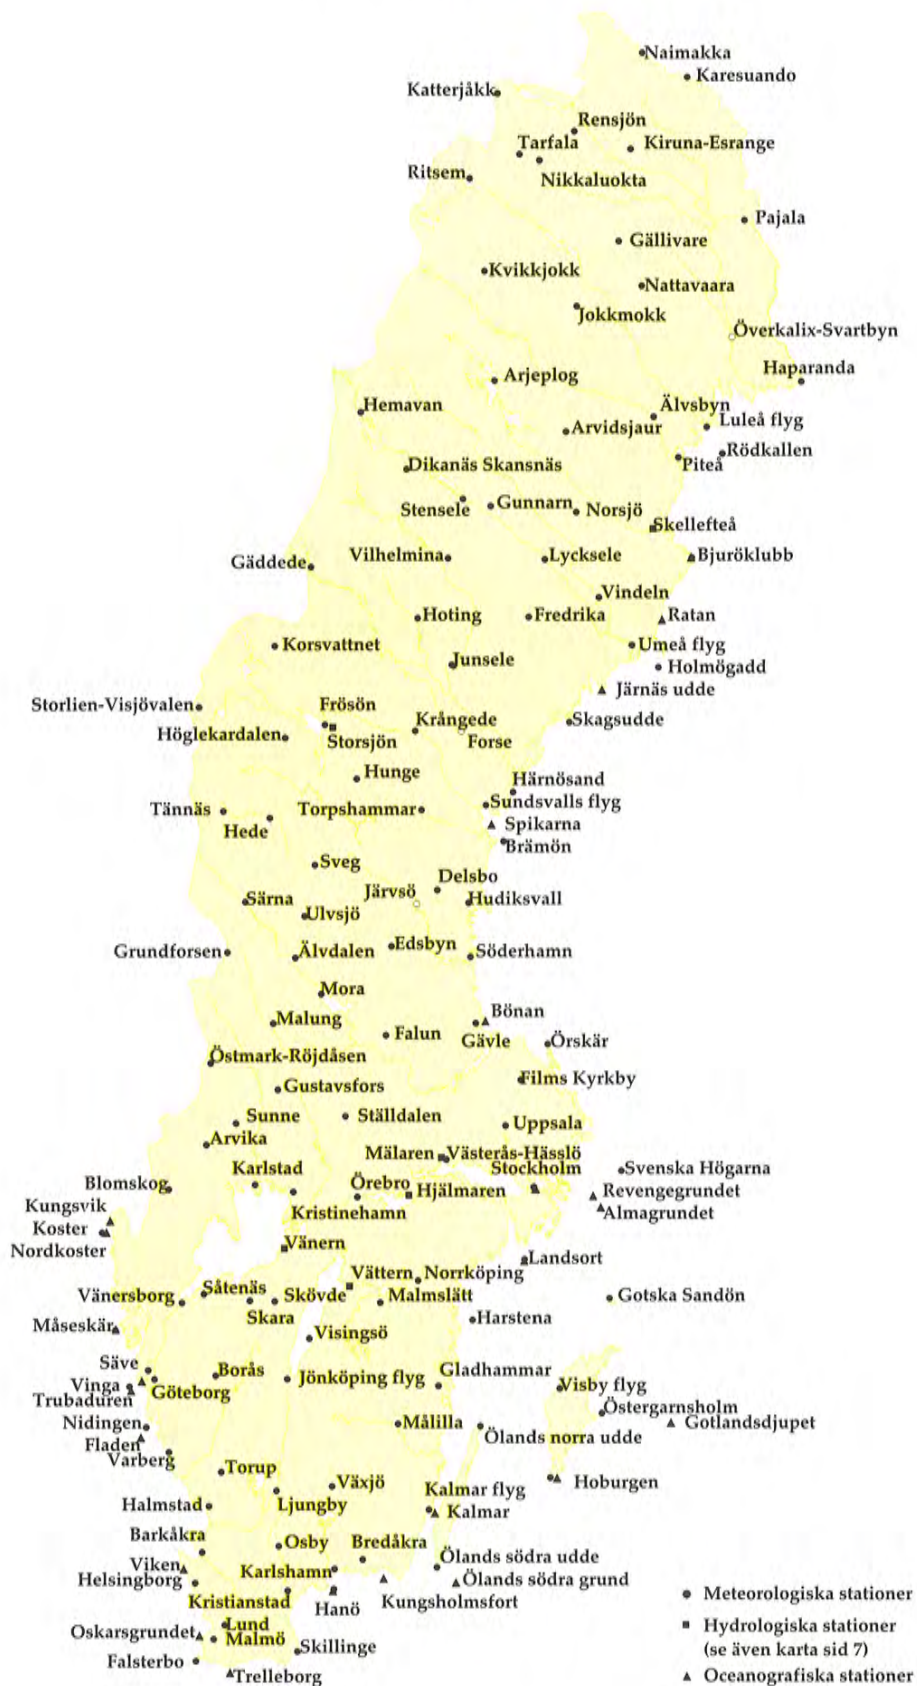 Naimakka
Karesuando
Katterjåkk
Rensjön
Tarfala
Kiruna-Esrange
Ritsem
Nikkaluokta
Pajala
Gällivare
Kvikkjokk
Nattavaara
Jokkmokk
Överkalix-Svartbyn
Haparanda
Arjeplog
Hemavan
Älvsbyn
Luleå flyg
Arvidsjaur
Rödkallen
Piteå
Dikanäs Skansnäs
Gunnarn
Stensele
Norsjö
Skellefteå
Vilhelmina
Lycksele
Bjuröklubb
Gäddede
Vindeln
Hoting
Fredrika
Ratan
Korsvattnet
Umeå flyg
Junsele
Holmögadd
Järnäs udde
Storlien-Visjövalen
Frösön
Krångede
Skagsudde
Höglekardalen
Storsjön
Forse
Hunge
Härnösand
Sundsvalls flyg
Tännäs
Torpshammar
Spikarna
Hede
Brämön
Sveg
Delsbo
Järvsö
Särna
Hudiksvall
Ulvsjö
Edsbyn
Grundforsen
Älvdalen
Söderhamn
Mora
Bönan
Malung
Falun
Gävle
Örskär
Östmark-Röjdåsen
Films Kyrkby
Gustavsfors
Sunne
Ställdalen
Uppsala
Arvika
Mälaren
Västerås-Hässlö
Karlstad
Stockholm
Svenska Högarna
Blomskog
Örebro
Hjälmaren
Revengegrundet
Kungsvik
Kristinehamn
Almagrundet
Koster
Nordkoster
Vänern
Landsort
Vättern
Norrköping
Såtenäs
Vänersborg
Skövde
Malmslätt
Gotska Sandön
Skara
Harstena
Måseskär
Visingsö
Säve
Borås
Jönköping flyg
Gladhammar
Vinga
Göteborg
Visby flyg
Trubaduren
Östergarnsholm
Nidingen
Målilla
Gotlandsdjupet
Ölands norra udde
Fladen
Varberg
Torup
Växjö
Hoburgen
Kalmar flyg
Halmstad
Ljungby
Kalmar
Barkåkra
Osby
Bredåkra
Ölands södra udde
Viken
Karlshamn
Helsingborg
Ölands södra grund
Kristianstad
Kungsholmsfort
Hanö
Meteorologiska stationer
Lund
Hydrologiska stationer
Oskarsgrundet
Malmö
Skillinge
(se även karta sid 7)
Falsterbo
Trelleborg
Oceanografiska stationer